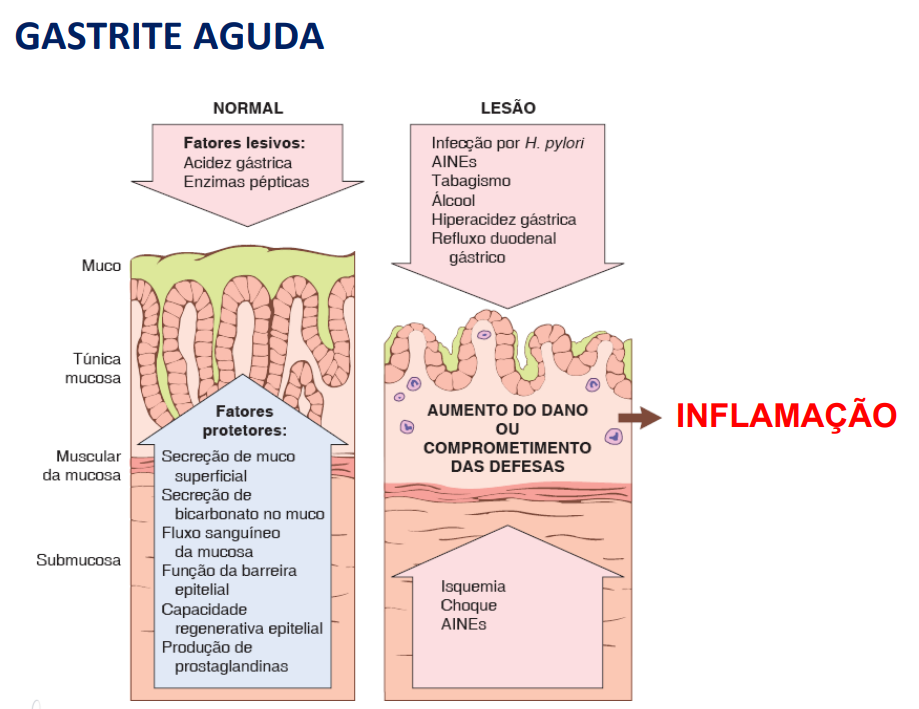 GASTRITE AGUDA
NORMAL
Fatores lesivos:
Acidez gástrica
Enzimas pépticas
Muco
Túnica
mucosa
Muscular
da mucosa
Submucosa
Fatores
protetores:
Secreção de muco
superficial
Secreção de
bicarbonato no muco
Fluxo sanguíneo
da mucosa
Função da barreira
epitelial
Capacidade
regenerativa epitelial
Produção de
prostaglandinas
LESÃO
Infecção por H. pylori
AINEs
Tabagismo
Álcool
Hiperacidez gástrica
Refluxo duodenal
gástrico
AUMENTO DO DANO
OU
COMPROMETIMENTO
DAS DEFESAS
INFLAMAÇÃO
Isquemia
Choque
AINEs